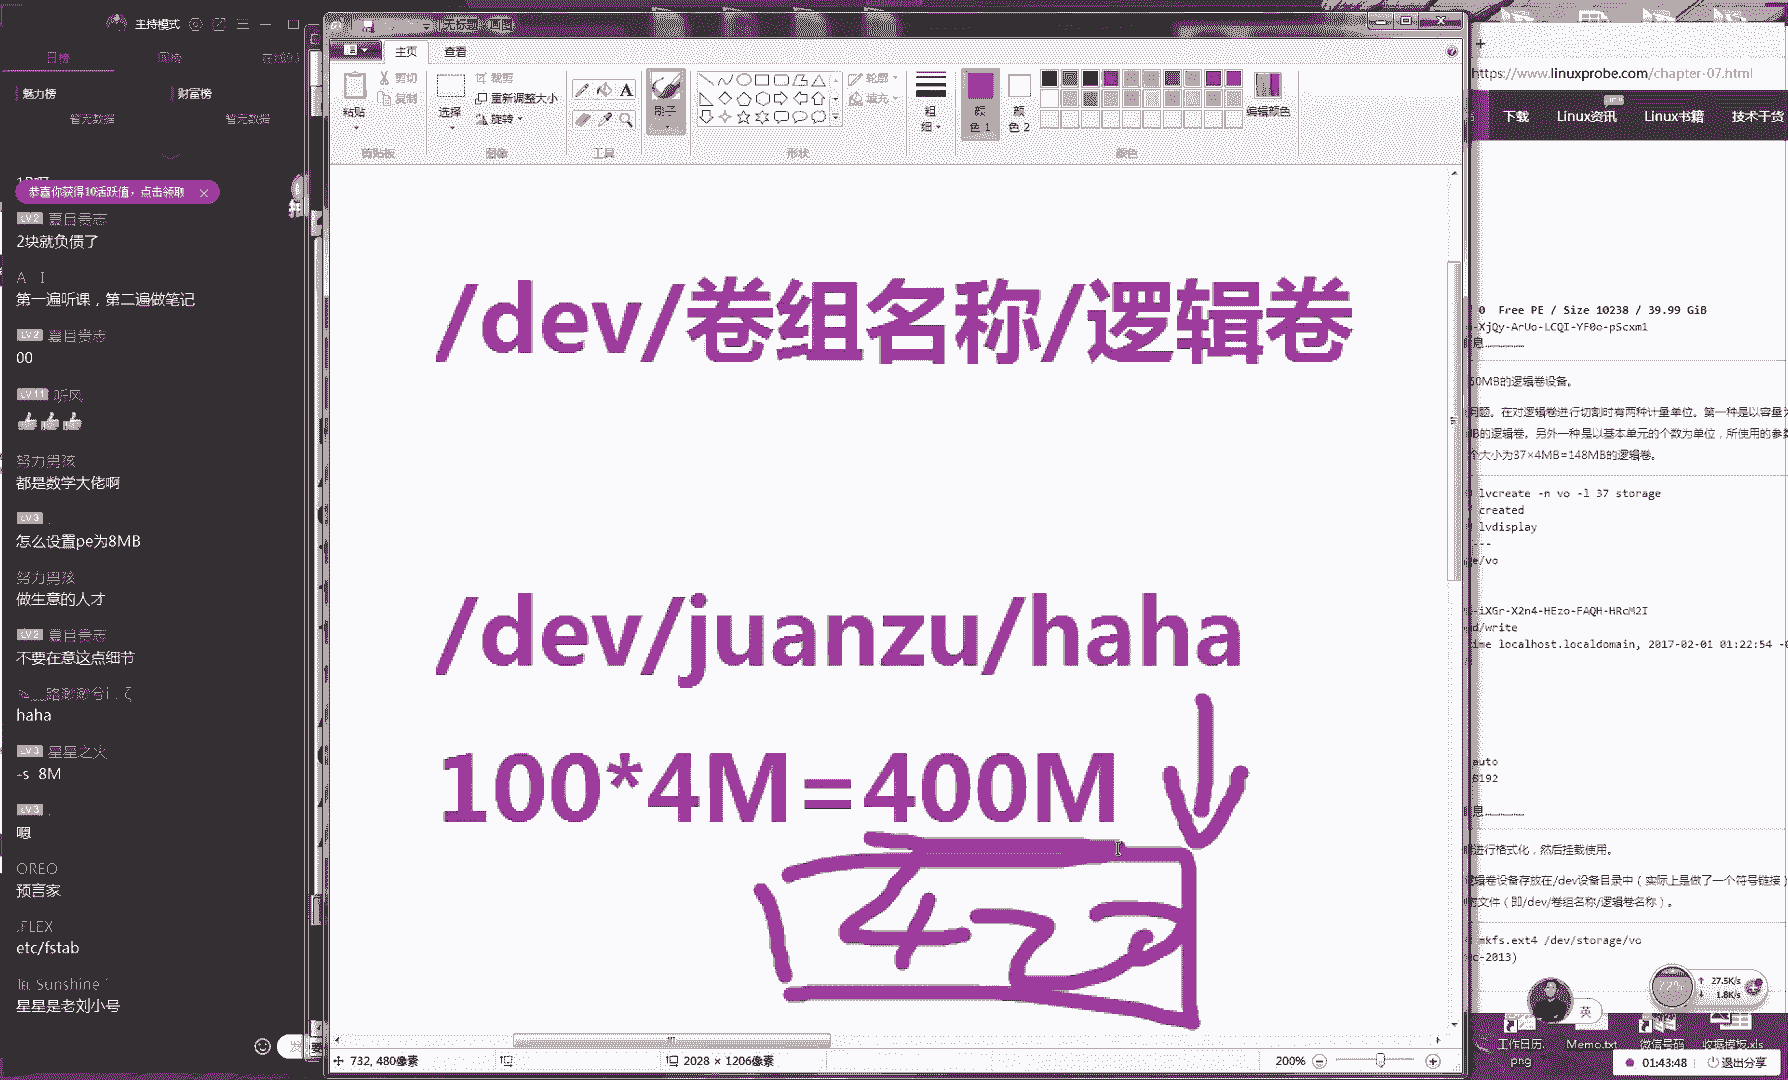 主持模式
日榜
周榜
魅力榜
财富榜
暂无数据
暂无数据
恭喜你获得10活跃值，点击领取
LV2 夏目贵志
2块就负债了
A I
第一遍听课，第二遍做笔记
LV2 夏目贵志
00
LV11 听风
努力男孩
都是数学大佬啊
LV3 .
怎么设置pe为8MB
努力男孩
做生意的人才
LV2 夏目贵志
不要在意这点细节
haha
LV3 星星之火
-s 8M
LV3 .
嗯
OREO
预言家
.FLEX
etc/fstab
Sunshine
星星是老刘小号
主页
查看
粘贴
剪切
复制
剪贴板
选择
裁剪
重新调整大小
旋转
图像
A
工具
刷子
轮廓
填充
形状
粗细
颜色 1
颜色 2
编辑颜色
颜色
/dev/卷组名称/逻辑卷
/dev/juanzu/haha
100*4M=400M
732, 480像素
2028 × 1206像素
200%
https://www.linuxprobe.com/chapter-07.html
下载
Linux资讯
Linux书籍
技术干货
0 Free PE / Size 10238 / 39.99 GiB
-XjQy-ArUo-LCQI-YF0o-pScxm1
息…………
50MB的逻辑卷设备。
问题。在对逻辑卷进行切割时有两种计量单位。第一种是以容量为
MB的逻辑卷。另外一种是以基本单元的个数为单位，所使用的参数
个大小为37×4MB=148MB的逻辑卷。
lvcreate -n vo -l 37 storage
created
lvdisplay
---
ge/vo
-iXGr-X2n4-HEzo-FAQH-HRcM2I
ad/write
time localhost.localdomain, 2017-02-01 01:22:54
auto
8192
息…………
进行格式化，然后挂载使用。
逻辑卷设备存放在/dev设备目录中（实际上是做了一个符号链接）
的文件（即/dev/卷组名称/逻辑卷名称）。
mkfs.ext4 /dev/storage/vo
ec-2013)
72%
27.5K/s
1.8K/s
英
工作日历.png
Memo.txt
微信号码
收据模板.xls
01:43:48
退出分享